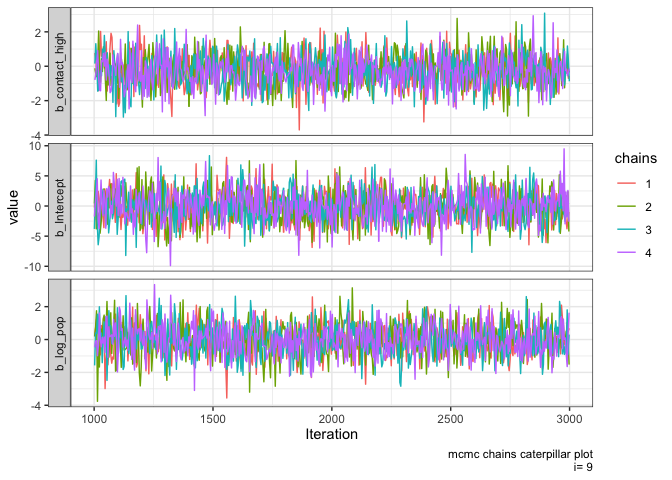 b_contact_high
2
0
-2
-4
b_Intercept
10
5
0
-5
-10
b_log_pop
2
0
-2
-4
value
1000
1500
2000
2500
3000
Iteration
chains
1
2
3
4
mcmc chains caterpillar plot
i= 9